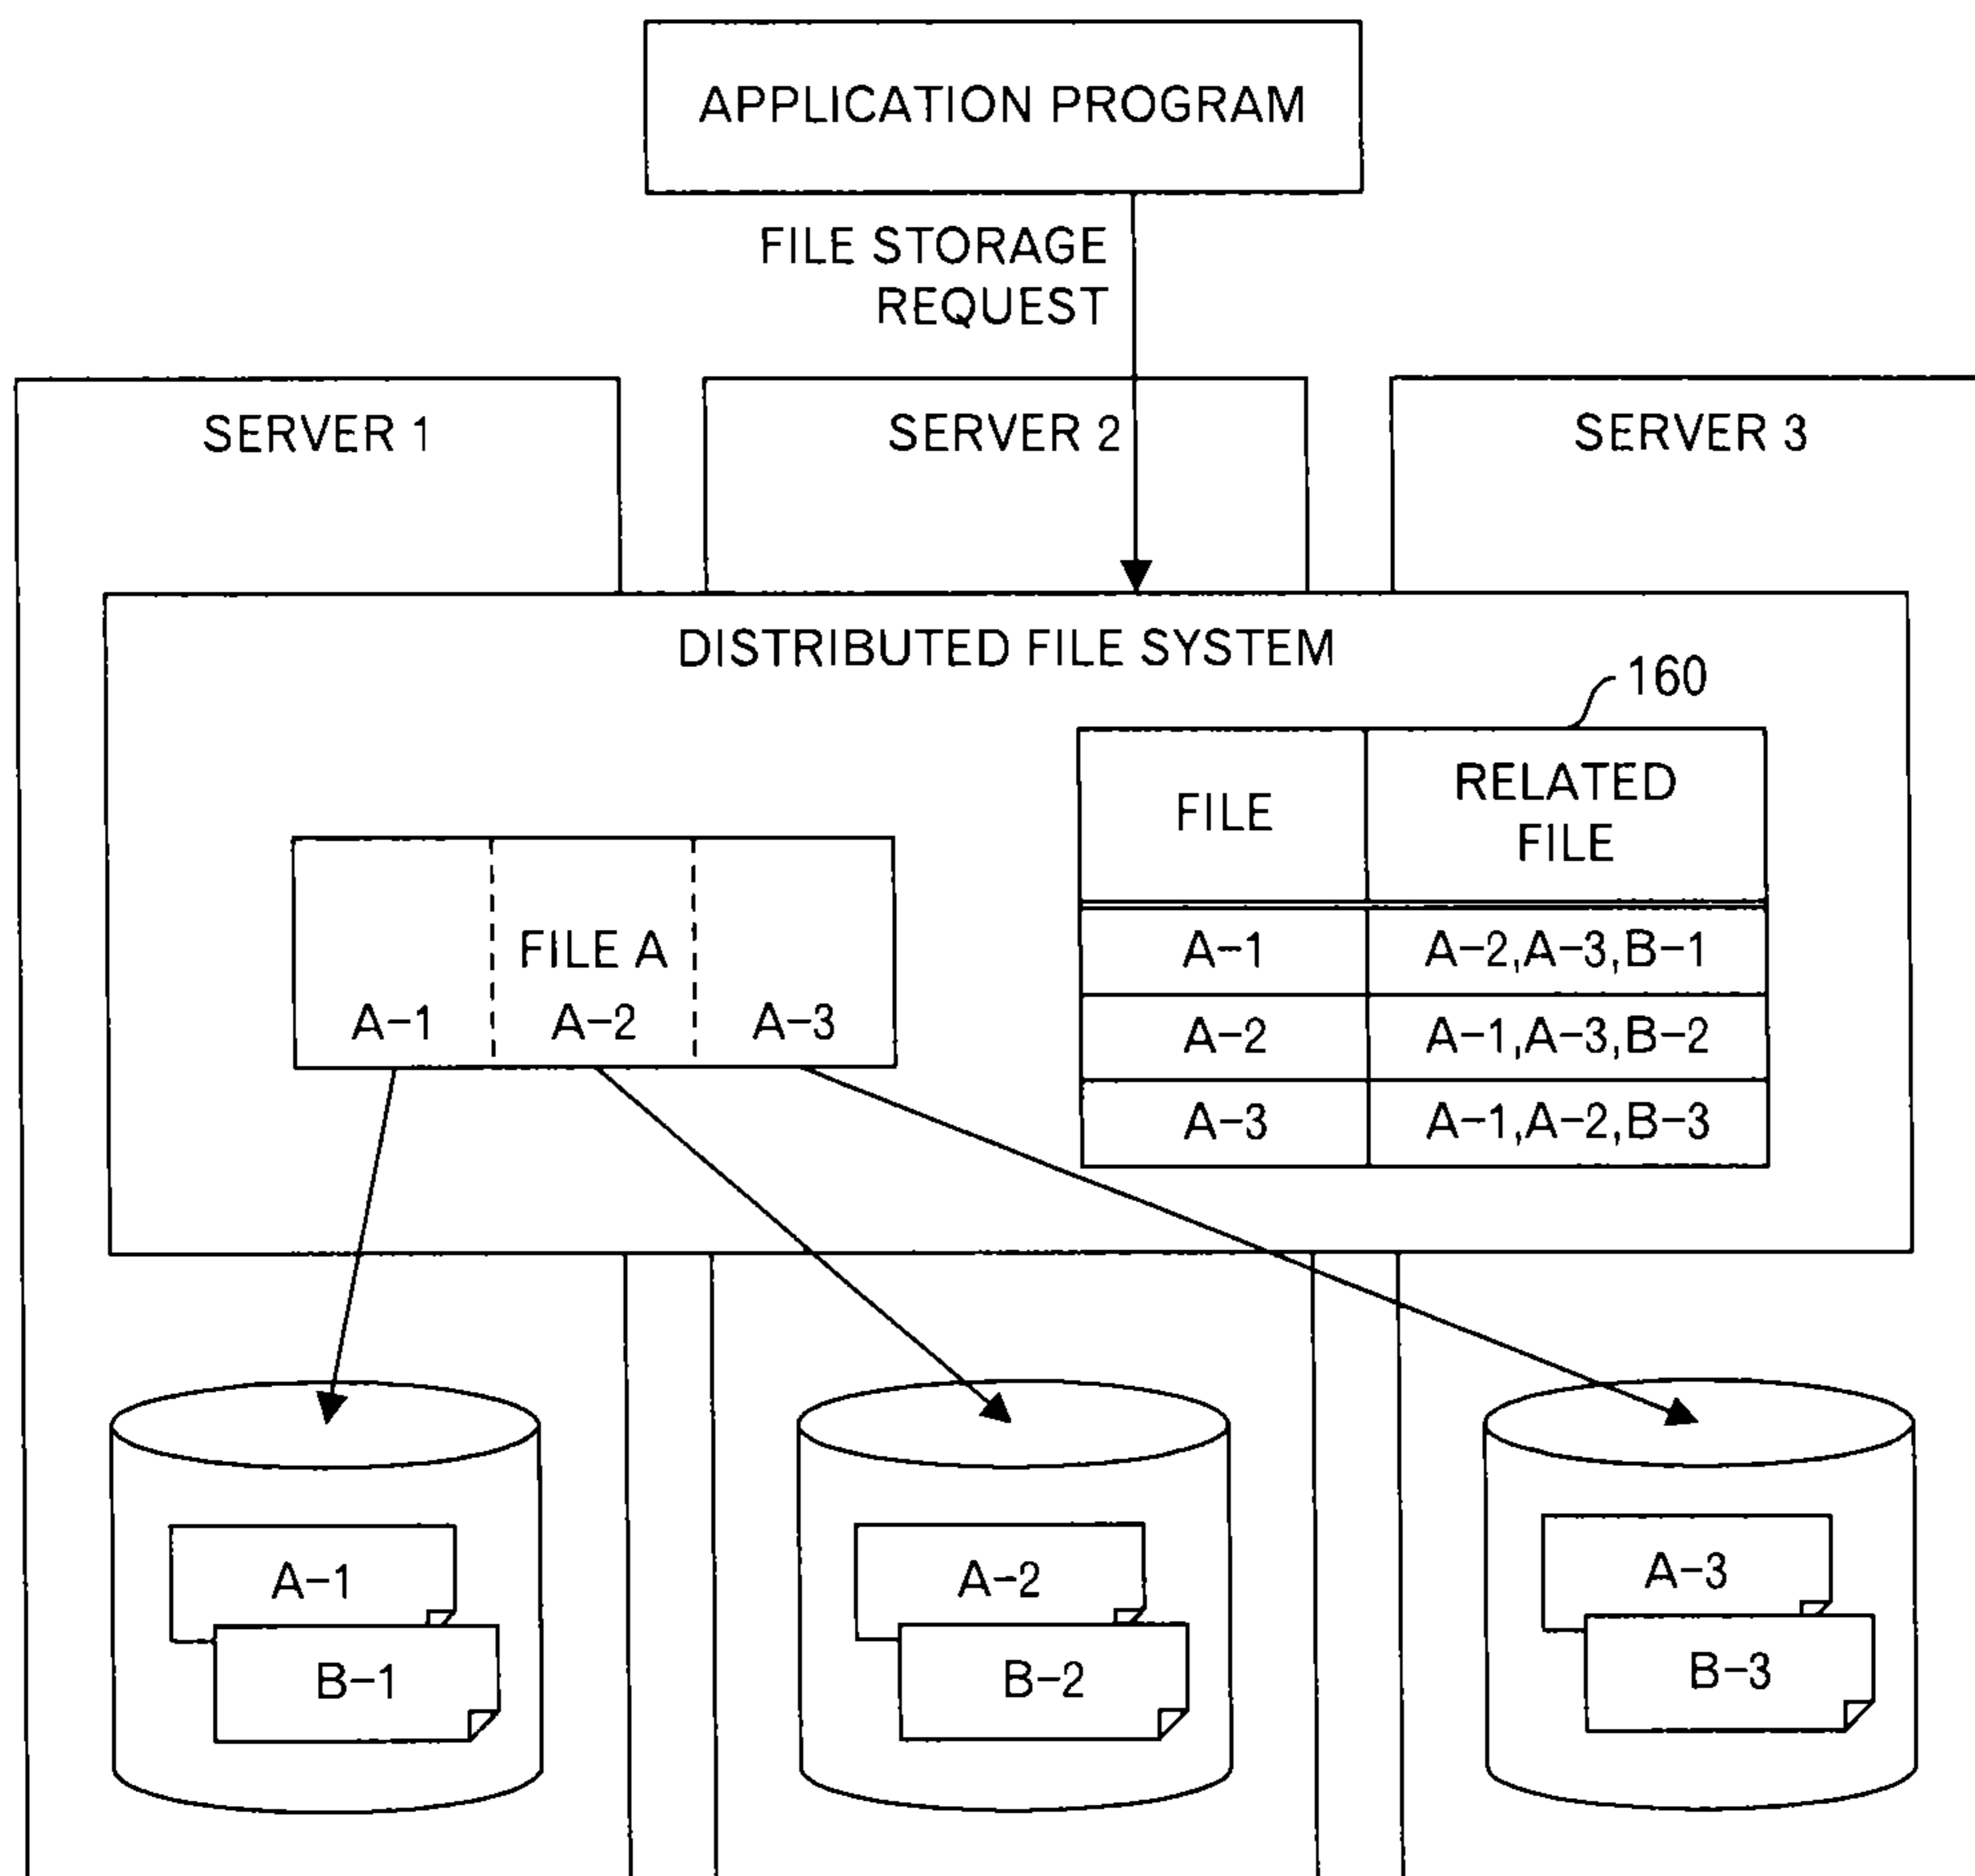 APPLICATION PROGRAM
FILE STORAGE
REQUEST
SERVER 1
SERVER 2
SERVER 3
DISTRIBUTED FILE SYSTEM
160
FILE
RELATED
FILE
A-1
A-2,A-3,B-1
A-2
A-1,A-3,B-2
A-3
A-1,A-2,B-3
FILE A
A-1
A-2
A-3
A-1
B-1
A-2
B-2
A-3
B-3